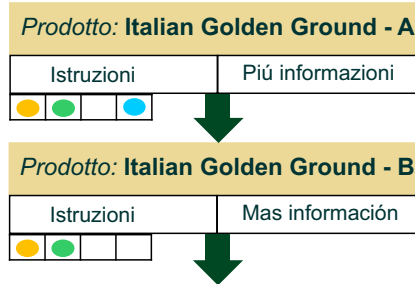 Prodotto: Italian Golden Ground - A
Istruzioni Piú informazioni
Prodotto: Italian Golden Ground - B
Istruzioni Mas información